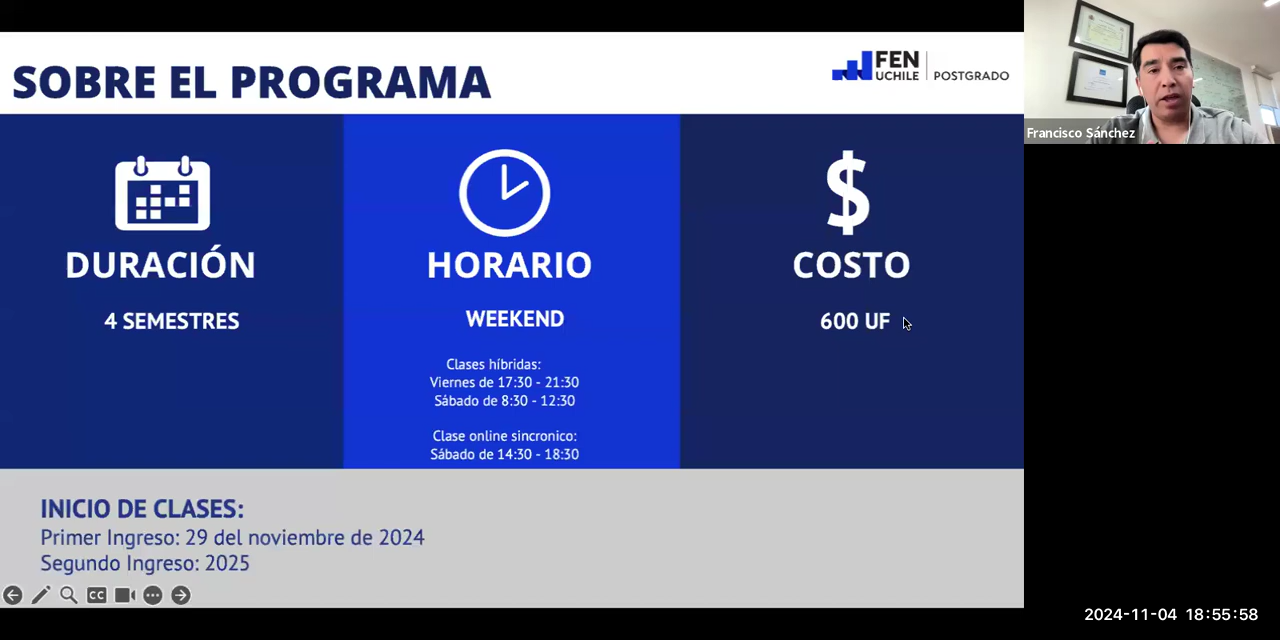 SOBRE EL PROGRAMA
FEN
UCHILE
POSTGRADO
Francisco Sánchez
DURACIÓN
4 SEMESTRES
HORARIO
WEEKEND
Clases híbridas:
Viernes de 17:30 - 21:30
Sábado de 8:30 - 12:30
Clase online sincronico:
Sábado de 14:30 - 18:30
$
COSTO
600 UF
INICIO DE CLASES:
Primer Ingreso: 29 del noviembre de 2024
Segundo Ingreso: 2025
CC
2024-11-04 18:55:58